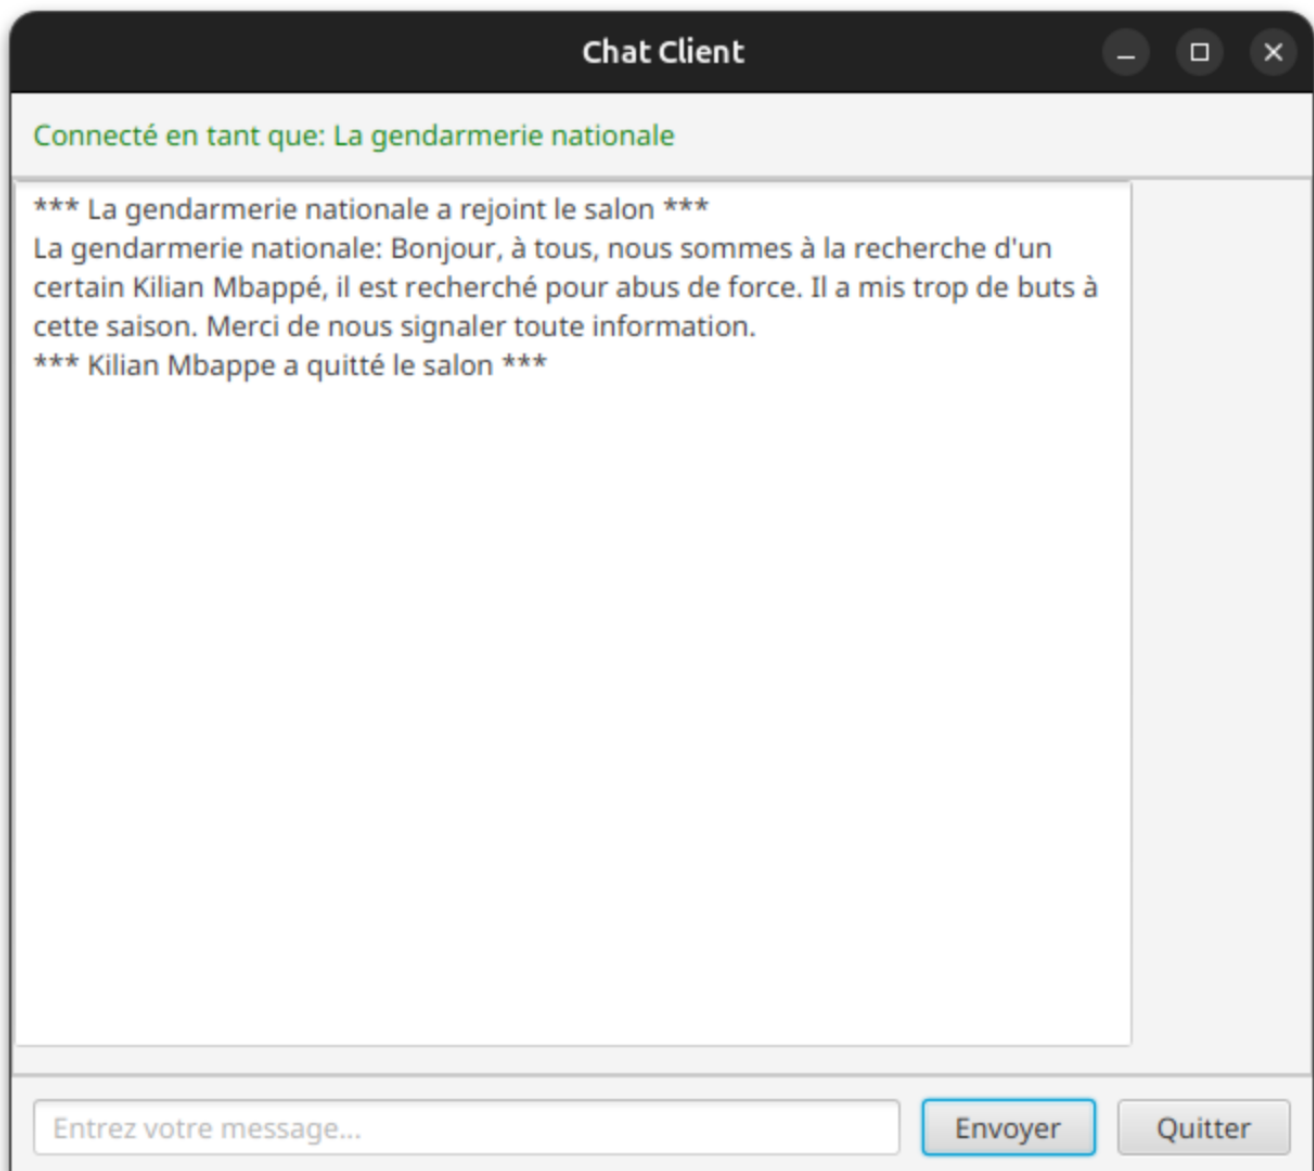 Chat Client
Connecté en tant que: La gendarmerie nationale
*** La gendarmerie nationale a rejoint le salon ***
La gendarmerie nationale: Bonjour, à tous, nous sommes à la recherche d'un
certain Kilian Mbappé, il est recherché pour abus de force. Il a mis trop de buts à
cette saison. Merci de nous signaler toute information.
*** Kilian Mbappe a quitté le salon ***
Entrez votre message...
Envoyer
Quitter